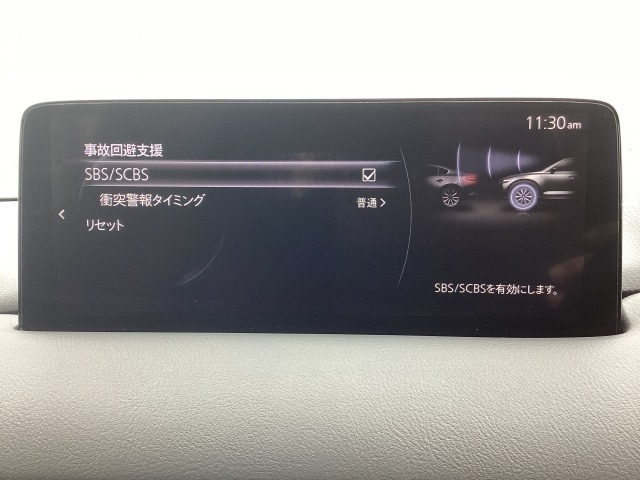 11:30am
事故回避支援
SBS/SCBS
衝突警報タイミング 普通
リセット
SBS/SCBSを有効にします。